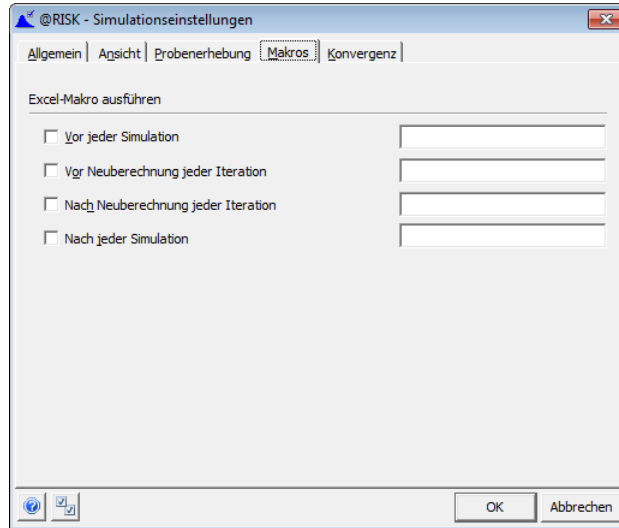 @RISK - Simulationseinstellungen
Allgemein Ansicht Probenerhebung Makros Konvergenz
Excel-Makro ausführen
Vor jeder Simulation
Vor Neuberechnung jeder Iteration
Nach Neuberechnung jeder Iteration
Nach jeder Simulation
OK Abbrechen